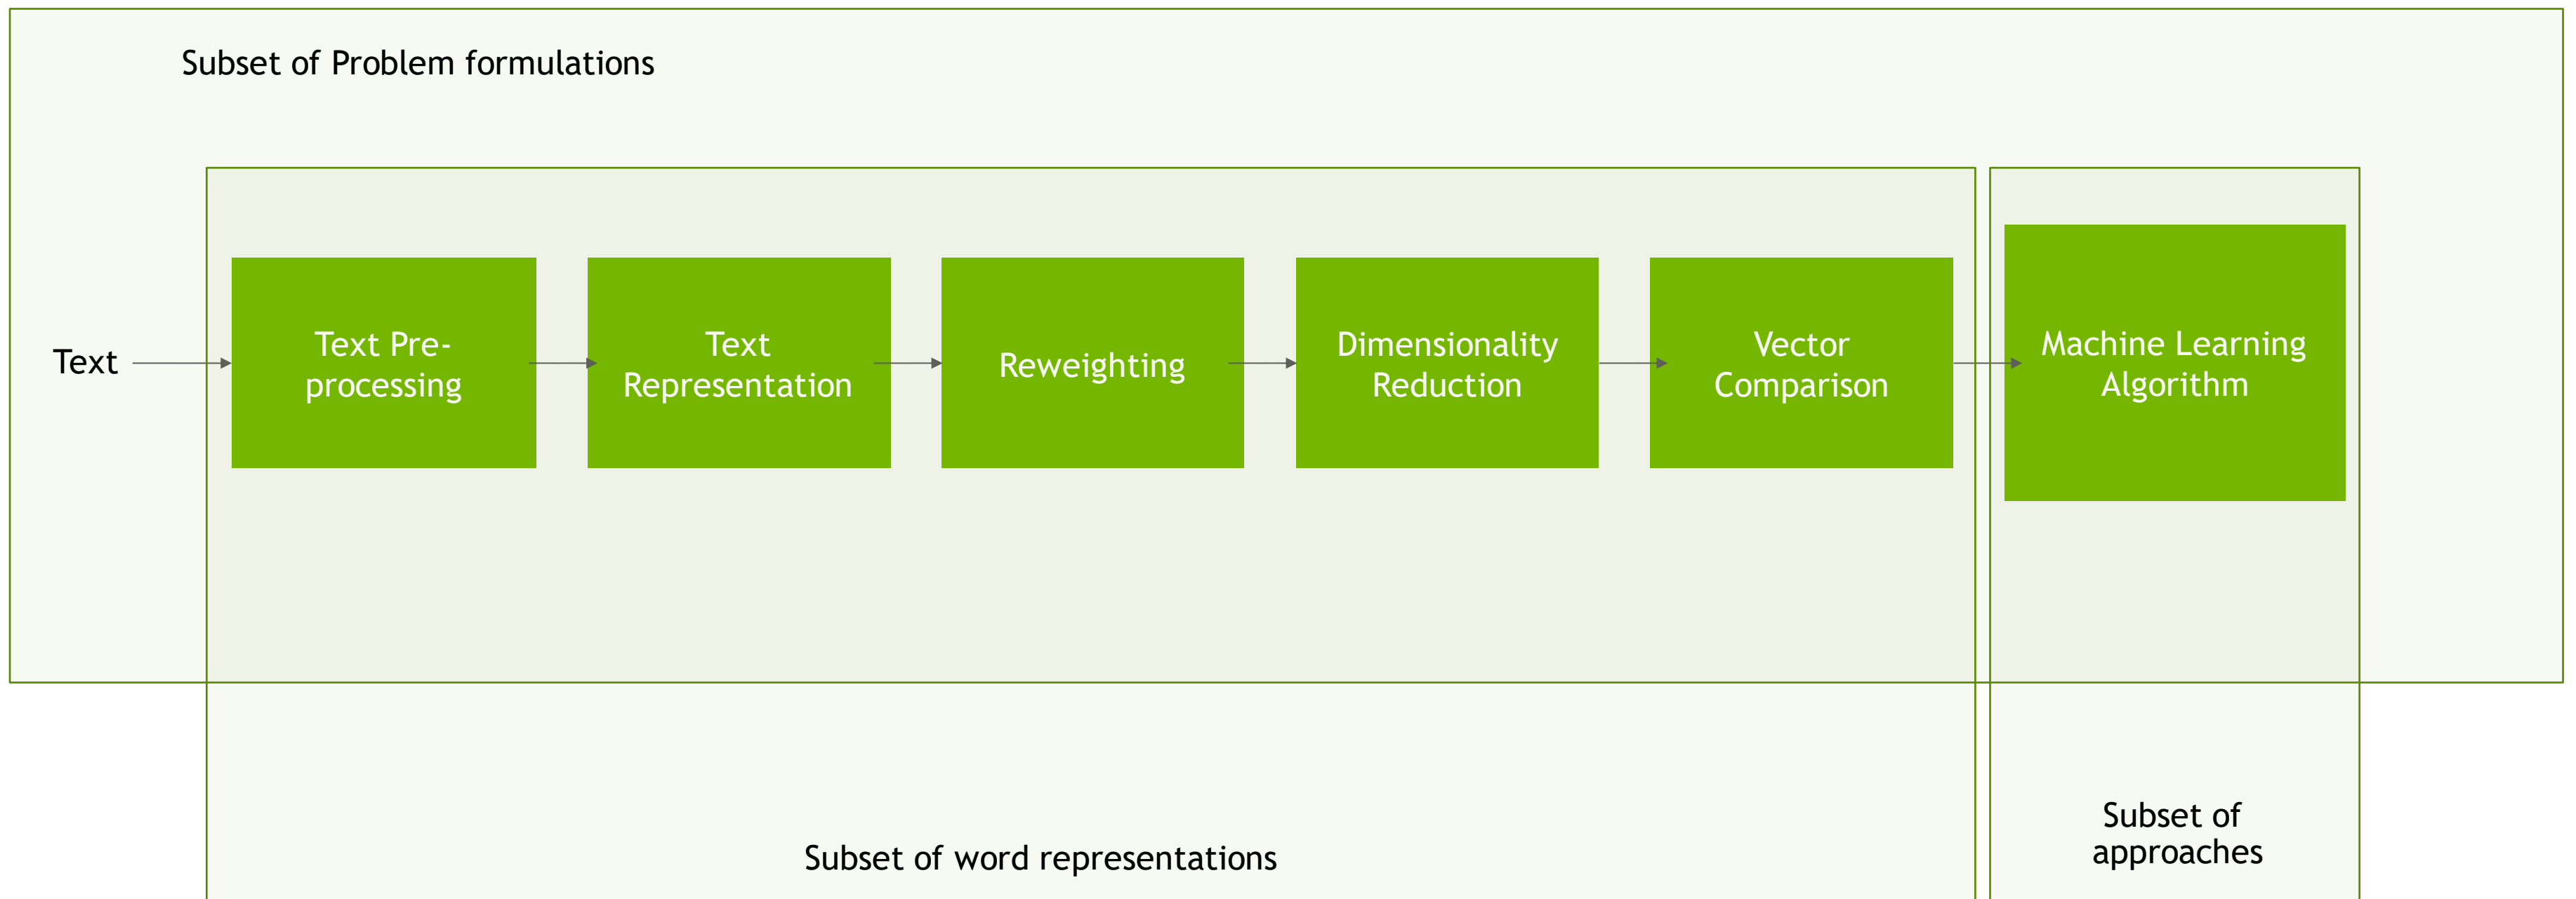 Subset of Problem formulations
Text
Text Pre-
processing
Text
Representation
Reweighting
Dimensionality
Reduction
Vector
Comparison
Machine Learning
Algorithm
Subset of word representations
Subset of
approaches